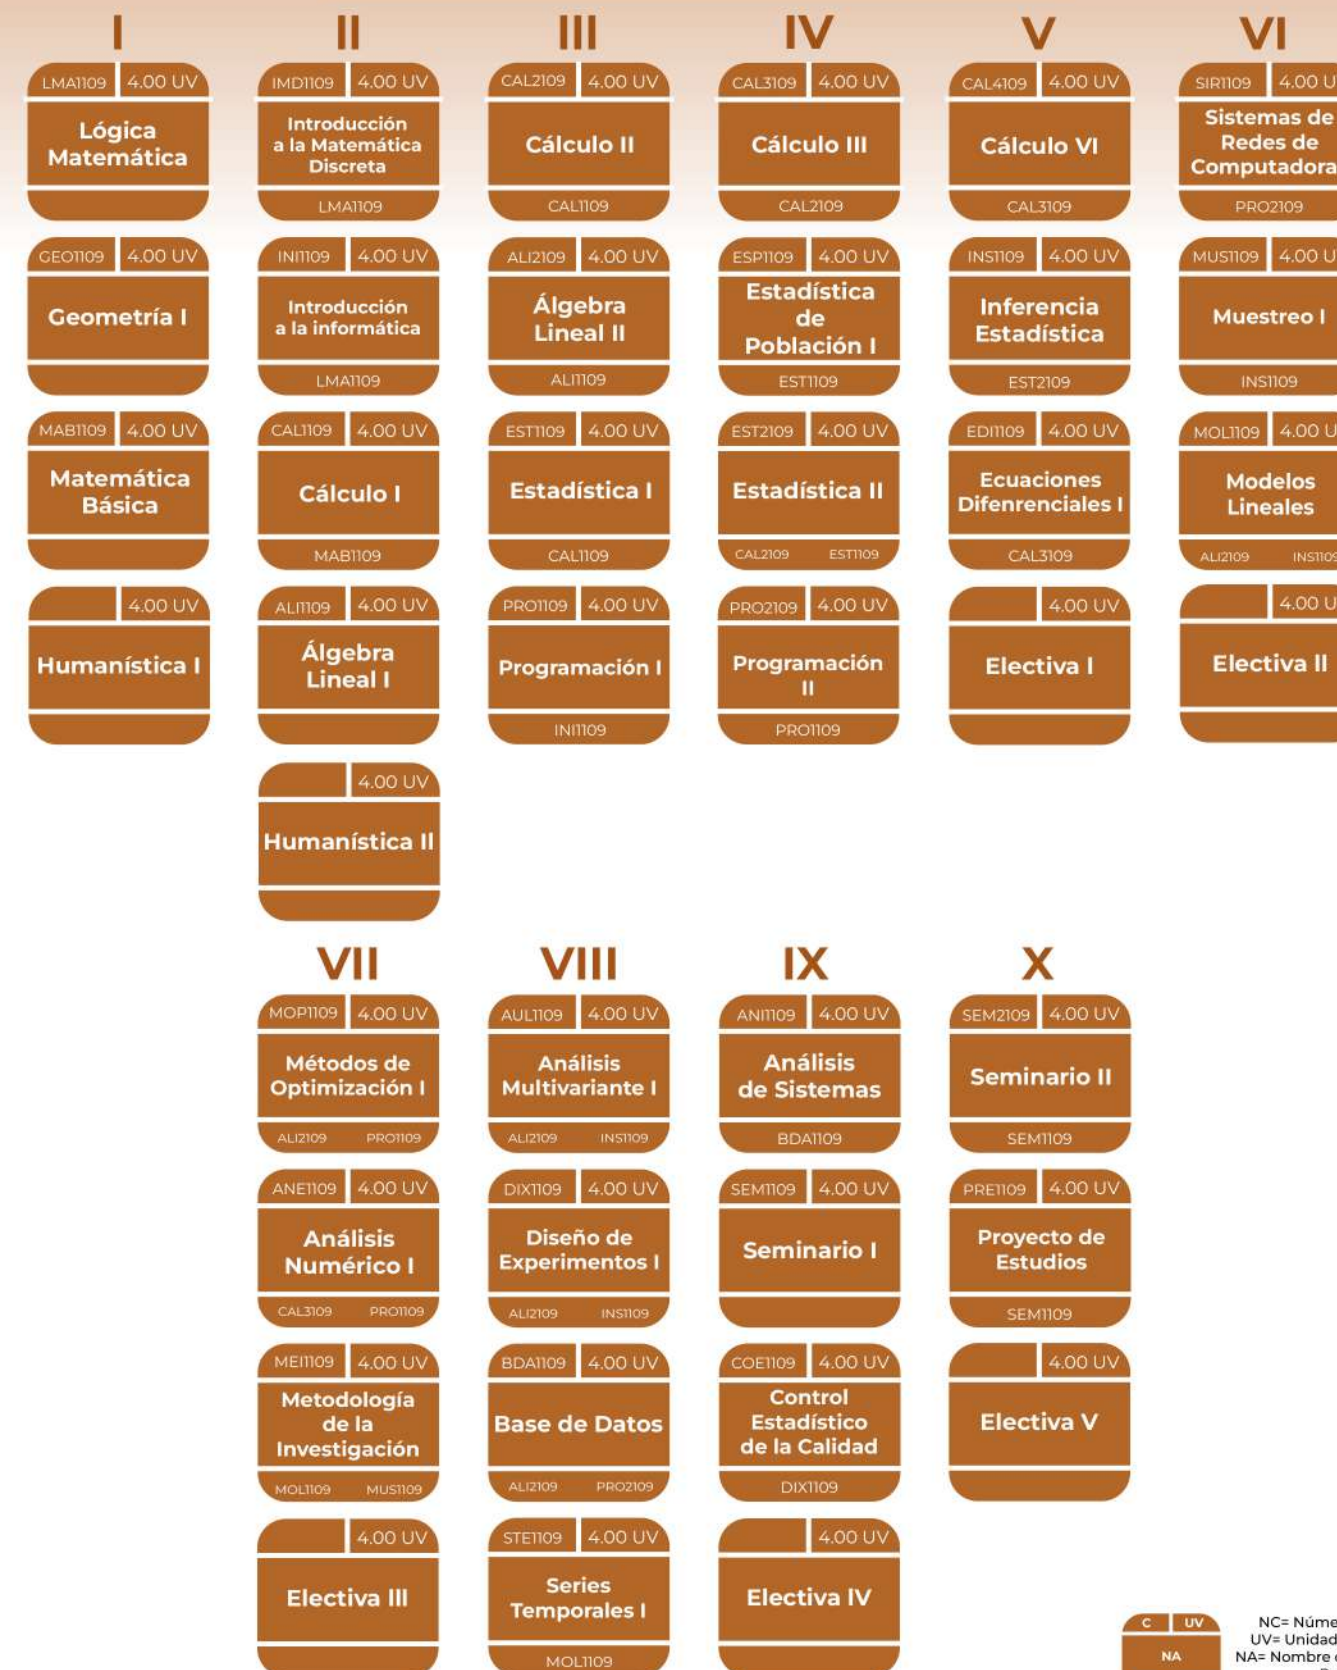 I
II
III
IV
V
VI
LMA1109 4.00 UV
Lógica
Matemática
IMD1109 4.00 UV
Introducción
a la Matemática
Discreta
LMA1109
CAL2109 4.00 UV
Cálculo II
CAL1109
CAL3109 4.00 UV
Cálculo III
CAL2109
CAL4109 4.00 UV
Cálculo VI
CAL3109
SIR1109 4.00 U
Sistemas de
Redes de
Computadora
PRO2109
GEO1109 4.00 UV
Geometría I
INI1109 4.00 UV
Introducción
a la informática
LMA1109
ALI2109 4.00 UV
Álgebra
Lineal II
ALI1109
ESP1109 4.00 UV
Estadística
de
Población I
EST1109
INS1109 4.00 UV
Inferencia
Estadística
EST2109
MUS1109 4.00 U
Muestreo I
INS1109
MAB1109 4.00 UV
Matemática
Básica
CAL1109 4.00 UV
Cálculo I
MAB1109
EST1109 4.00 UV
Estadística I
CAL1109
EST2109 4.00 UV
Estadística II
CAL2109 EST1109
EDI1109 4.00 UV
Ecuaciones
Difenrenciales I
CAL3109
MOL1109 4.00 U
Modelos
Lineales
ALI2109 INS1109
4.00 UV
Humanística I
ALI1109 4.00 UV
Álgebra
Lineal I
PRO1109 4.00 UV
Programación I
INI1109
PRO2109 4.00 UV
Programación
II
PRO1109
4.00 UV
Electiva I
4.00 U
Electiva II
4.00 UV
Humanística II
VII
VIII
IX
X
MOP1109 4.00 UV
Métodos de
Optimización I
ALI2109 PRO1109
AUL1109 4.00 UV
Análisis
Multivariante I
ALI2109 INS1109
ANI1109 4.00 UV
Análisis
de Sistemas
BDA1109
SEM2109 4.00 UV
Seminario II
SEM1109
ANE1109 4.00 UV
Análisis
Numérico I
CAL3109 PRO1109
DIX1109 4.00 UV
Diseño de
Experimentos I
ALI2109 INS1109
SEM1109 4.00 UV
Seminario I
PRE1109 4.00 UV
Proyecto de
Estudios
SEM1109
MEI1109 4.00 UV
Metodología
de la
Investigación
MOL1109 MUS1109
BDA1109 4.00 UV
Base de Datos
ALI2109 PRO2109
COE1109 4.00 UV
Control
Estadístico
de la Calidad
DIX1109
4.00 UV
Electiva V
4.00 UV
Electiva III
STE1109 4.00 UV
Series
Temporales I
MOL1109
4.00 UV
Electiva IV
C UV
NA
NC= Núme
UV= Unidad
NA= Nombre